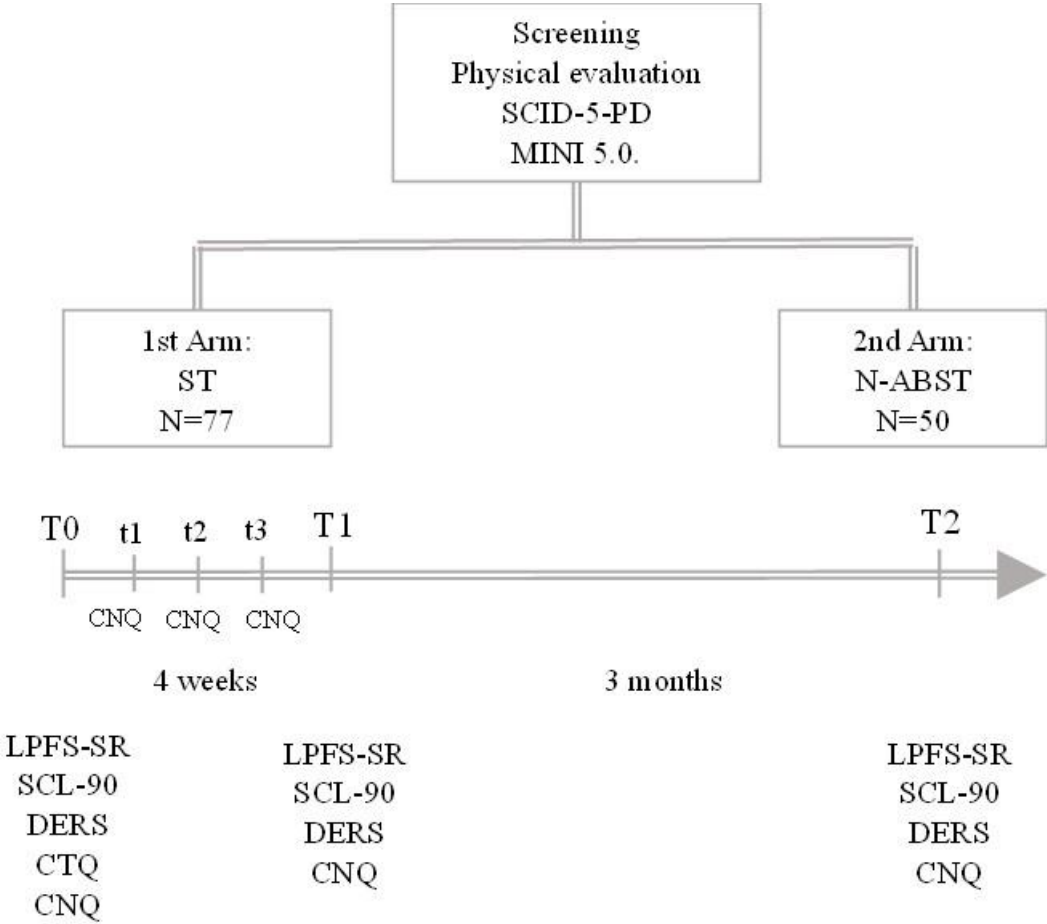 Screening
Physical evaluation
SCID-5-PD
MINI 5.0.
1st Arm:
ST
N=77
2nd Arm:
N-ABST
N=50
T0 t1 t2 t3 T1 T2
CNQ CNQ CNQ
4 weeks 3 months
LPFS-SR
SCL-90
DERS
CTQ
CNQ
LPFS-SR
SCL-90
DERS
CNQ
LPFS-SR
SCL-90
DERS
CNQ